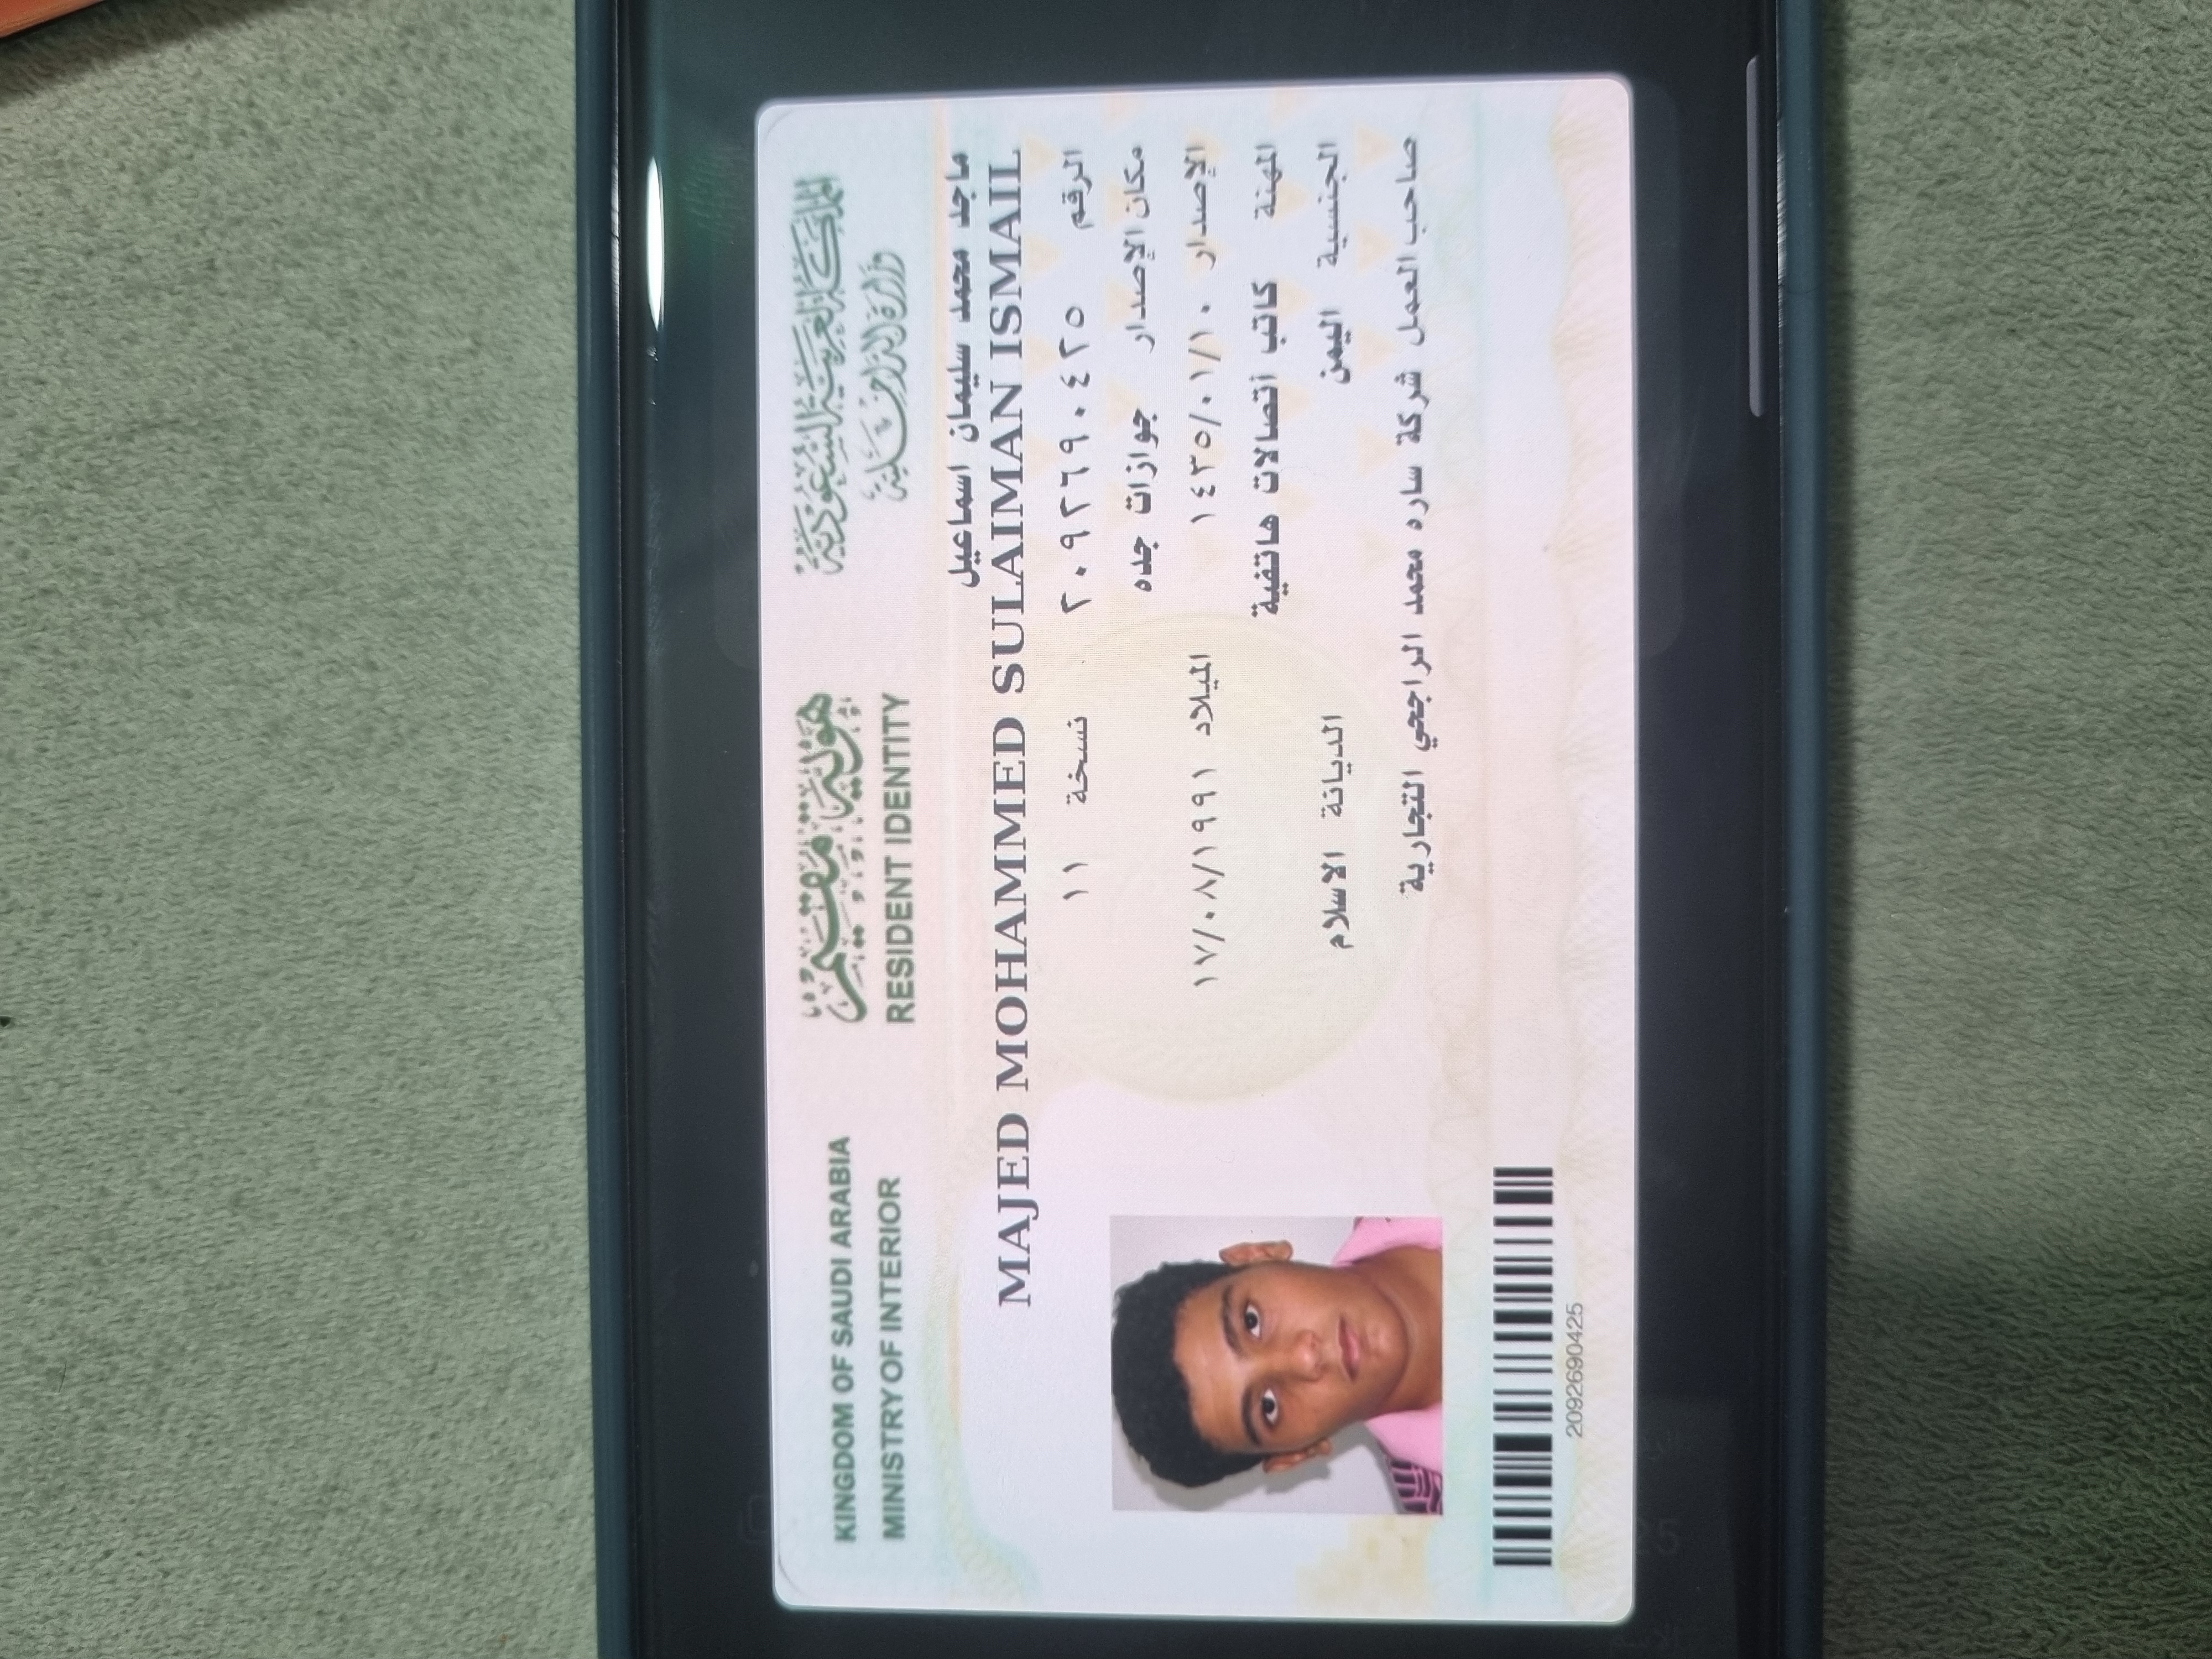 المملكة العربية السعودية
وزارة الداخلية
هوية مقيم
RESIDENT IDENTITY
KINGDOM OF SAUDI ARABIA
MINISTRY OF INTERIOR
ماجد محمد سليمان اسماعيل
MAJED MOHAMMED SULAIMAN ISMAIL
الرقم ٢٠٩٢٦٩٠٤٢٥ نسخة ١١
مكان الإصدار جوازات جده
الإصدار ١٤٣٥/٠١/١٠ الميلاد ١٧/٠٨/١٩٩١
المهنة كاتب اتصالات هاتفية
الجنسية اليمن الديانة الاسلام
صاحب العمل شركة ساره محمد الراجحي التجارية
2092690425